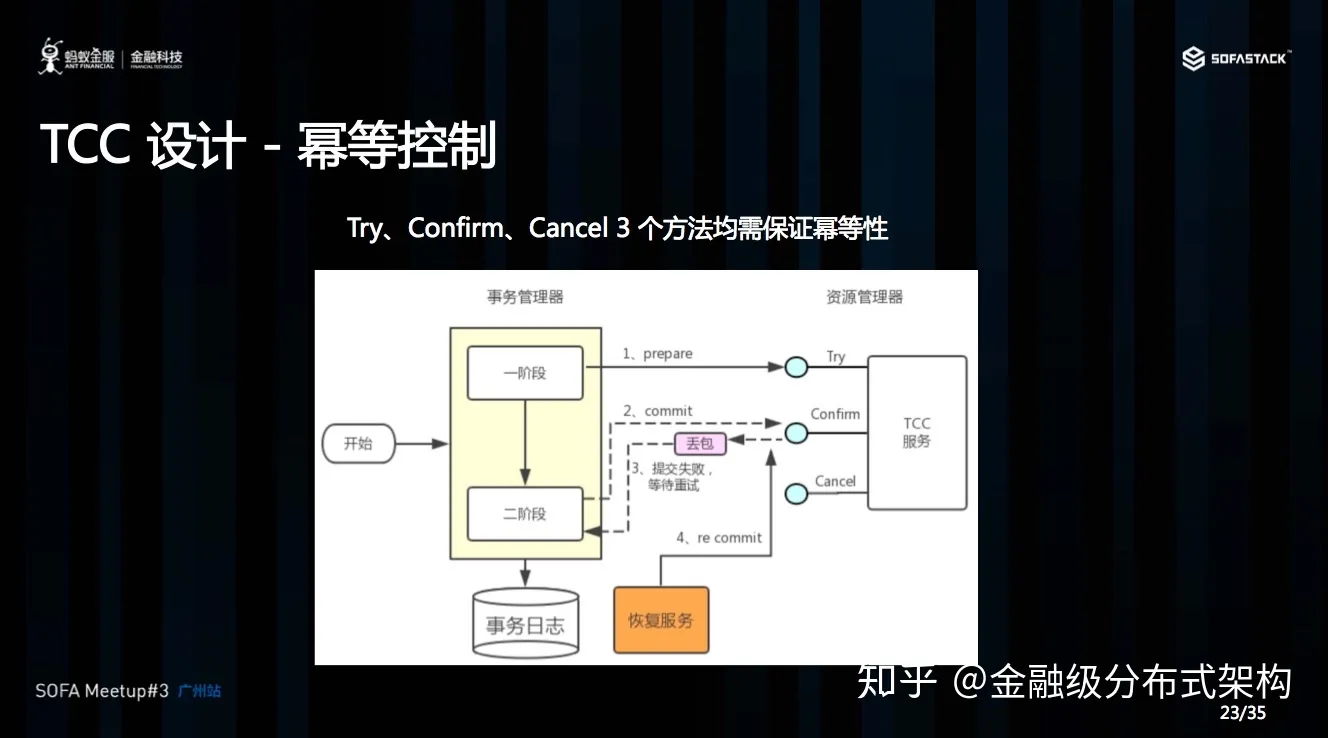 蚂蚁金服 金融科技
ANT FINANCIAL FINANCIAL TECHNOLOGY
SOFASTACK™
TCC 设计 - 幂等控制
Try、Confirm、Cancel 3 个方法均需保证幂等性
事务管理器
资源管理器
一阶段
1、prepare
Try
2、commit
Confirm
开始
丢包
TCC
服务
3、提交失败，
等待重试
Cancel
二阶段
4、re commit
事务日志
恢复服务
SOFA Meetup#3 广州站
知乎 @金融级分布式架构
23/35